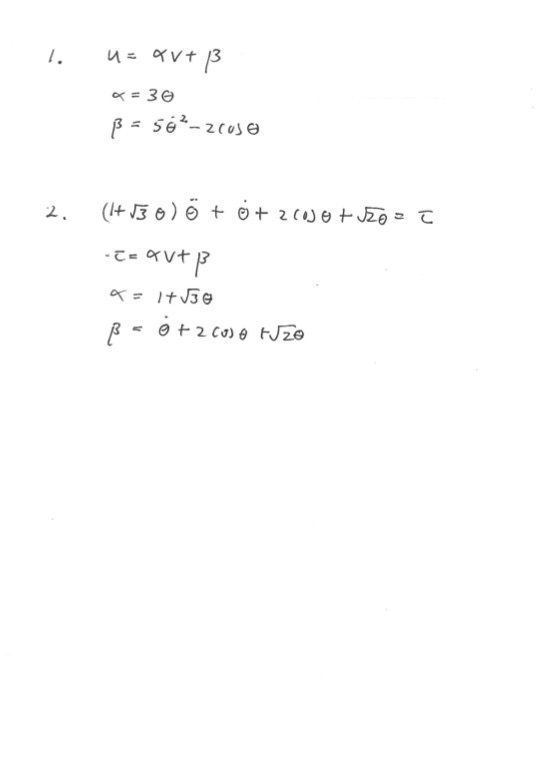 1. u = αv + β
α = 3θ
β = 5θ̇² - 2cosθ
2. (1+√3 θ) θ̈ + θ̇ + 2cosθ + √2θ = τ
·τ = αv + β
α = 1+√3θ
β = θ̇ + 2cosθ + √2θ